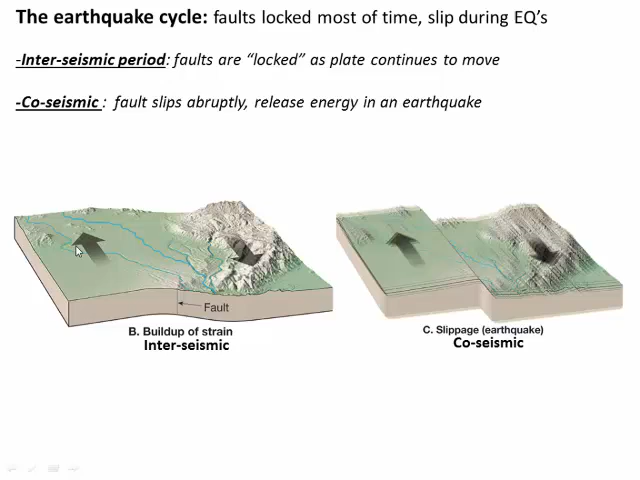 The earthquake cycle: faults locked most of time, slip during EQ’s
-Inter-seismic period: faults are “locked” as plate continues to move
-Co-seismic : fault slips abruptly, release energy in an earthquake
Fault
B. Buildup of strain
Inter-seismic
C. Slippage (earthquake)
Co-seismic